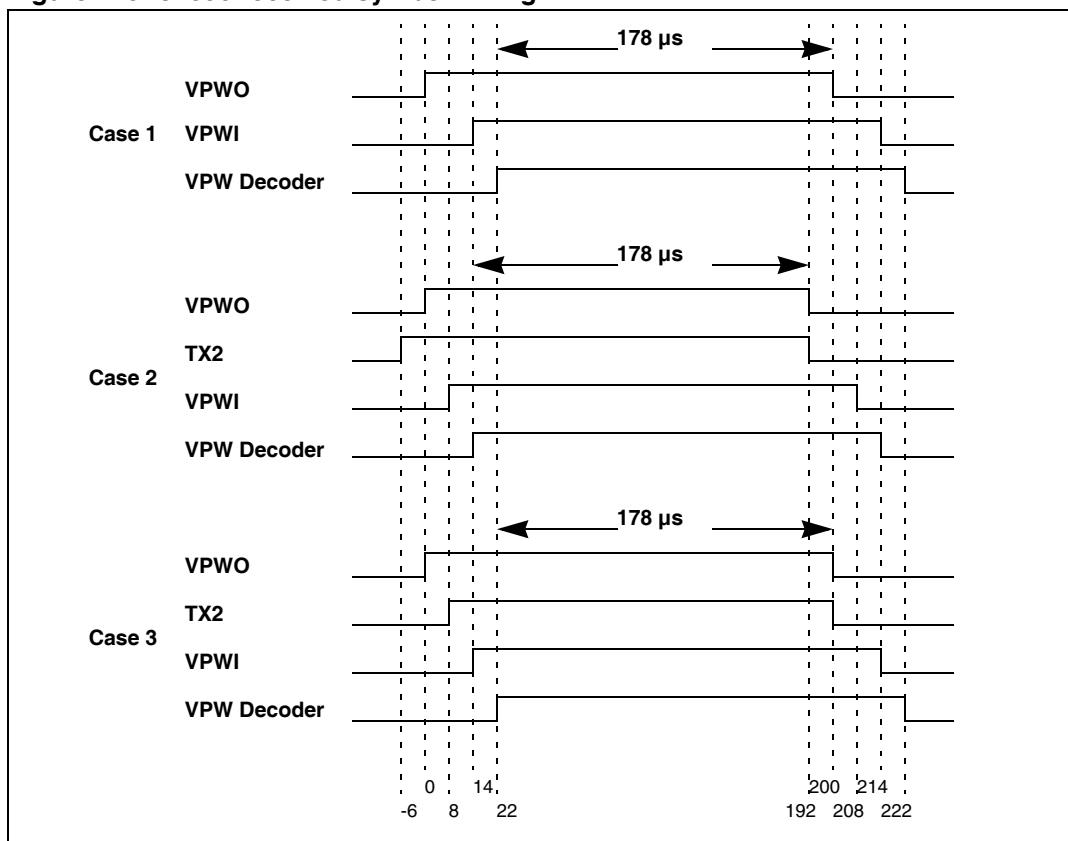 178 µs
VPWO
Case 1 VPWI
VPW Decoder
178 µs
VPWO
TX2
Case 2
VPWI
VPW Decoder
178 µs
VPWO
TX2
Case 3
VPWI
VPW Decoder
0 14 200 214
-6 8 22 192 208 222